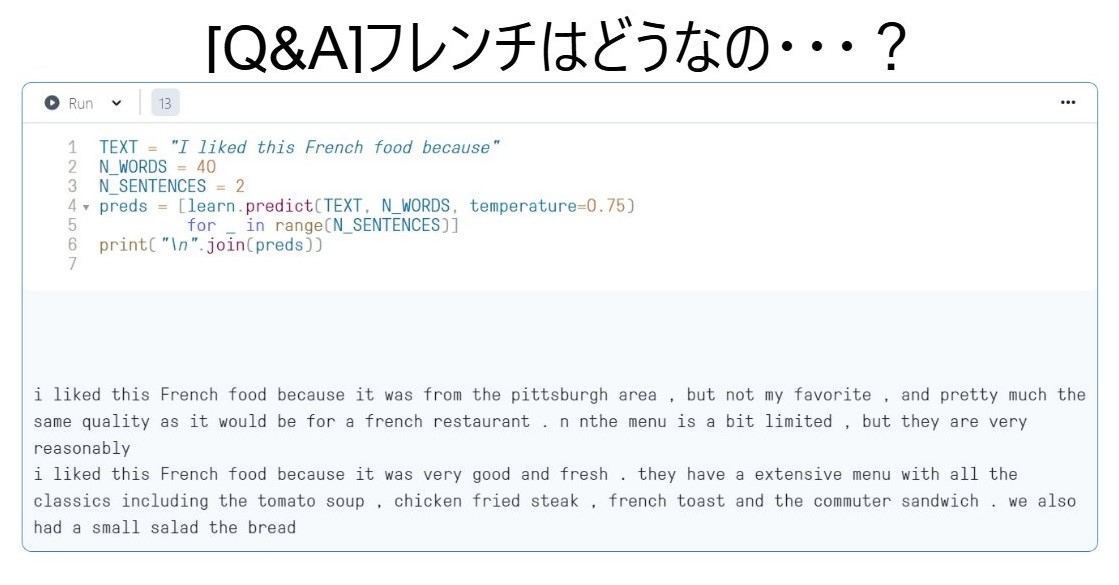 [Q&A]フレンチはどうなの・・・？
Run 13 ...
1 TEXT = "I liked this French food because"
2 N_WORDS = 40
3 N_SENTENCES = 2
4 preds = [learn.predict(TEXT, N_WORDS, temperature=0.75)
5 for _ in range(N_SENTENCES)]
6 print("\n".join(preds))
7
i liked this French food because it was from the pittsburgh area , but not my favorite , and pretty much the
same quality as it would be for a french restaurant . n nthe menu is a bit limited , but they are very
reasonably
i liked this French food because it was very good and fresh . they have a extensive menu with all the
classics including the tomato soup , chicken fried steak , french toast and the commuter sandwich . we also
had a small salad the bread